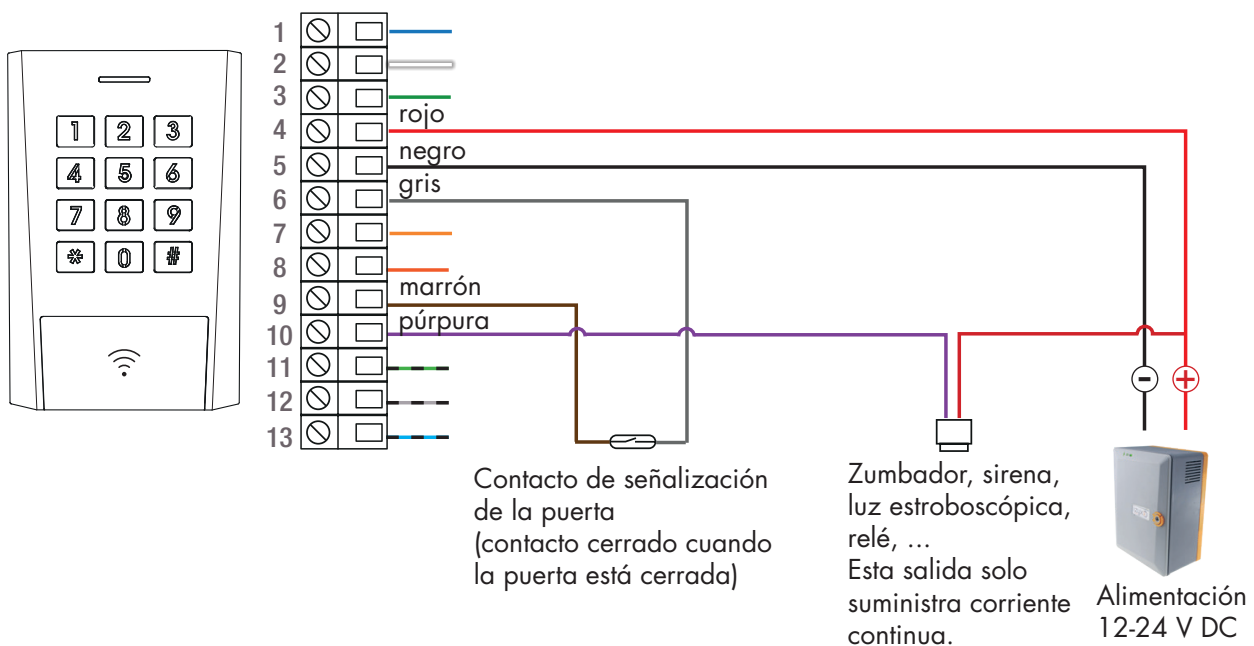 1
2
3
4
5
6
7
8
9
10
11
12
13
1 2 3
4 5 6
7 8 9
* 0 #
rojo
negro
gris
marrón
púrpura
- +
Contacto de señalización
de la puerta
(contacto cerrado cuando
la puerta está cerrada)
Zumbador, sirena,
luz estroboscópica,
relé, ...
Esta salida solo
suministra corriente
continua.
Alimentación
12-24 V DC